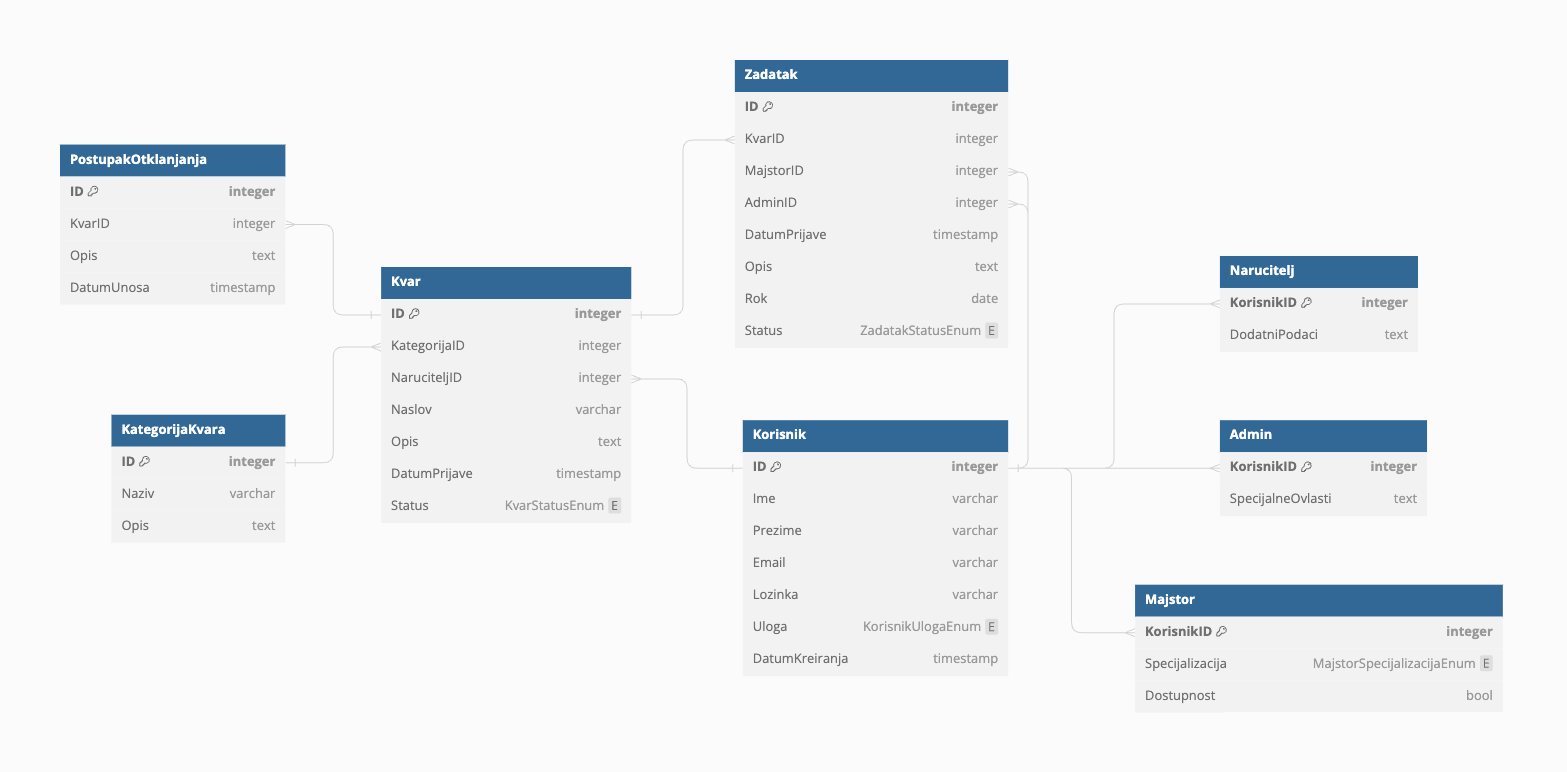 PostupakOtklanjanja
ID integer
KvarID integer
Opis text
DatumUnosa timestamp
KategorijaKvara
ID integer
Naziv varchar
Opis text
Kvar
ID integer
KategorijaID integer
NaruciteljID integer
Naslov varchar
Opis text
DatumPrijave timestamp
Status KvarStatusEnum E
Zadatak
ID integer
KvarID integer
MajstorID integer
AdminID integer
DatumPrijave timestamp
Opis text
Rok date
Status ZadatakStatusEnum E
Korisnik
ID integer
Ime varchar
Prezime varchar
Email varchar
Lozinka varchar
Uloga KorisnikUlogaEnum E
DatumKreiranja timestamp
Narucitelj
KorisnikID integer
DodatniPodaci text
Admin
KorisnikID integer
SpecijalneOvlasti text
Majstor
KorisnikID integer
Specijalizacija MajstorSpecijalizacijaEnum E
Dostupnost bool